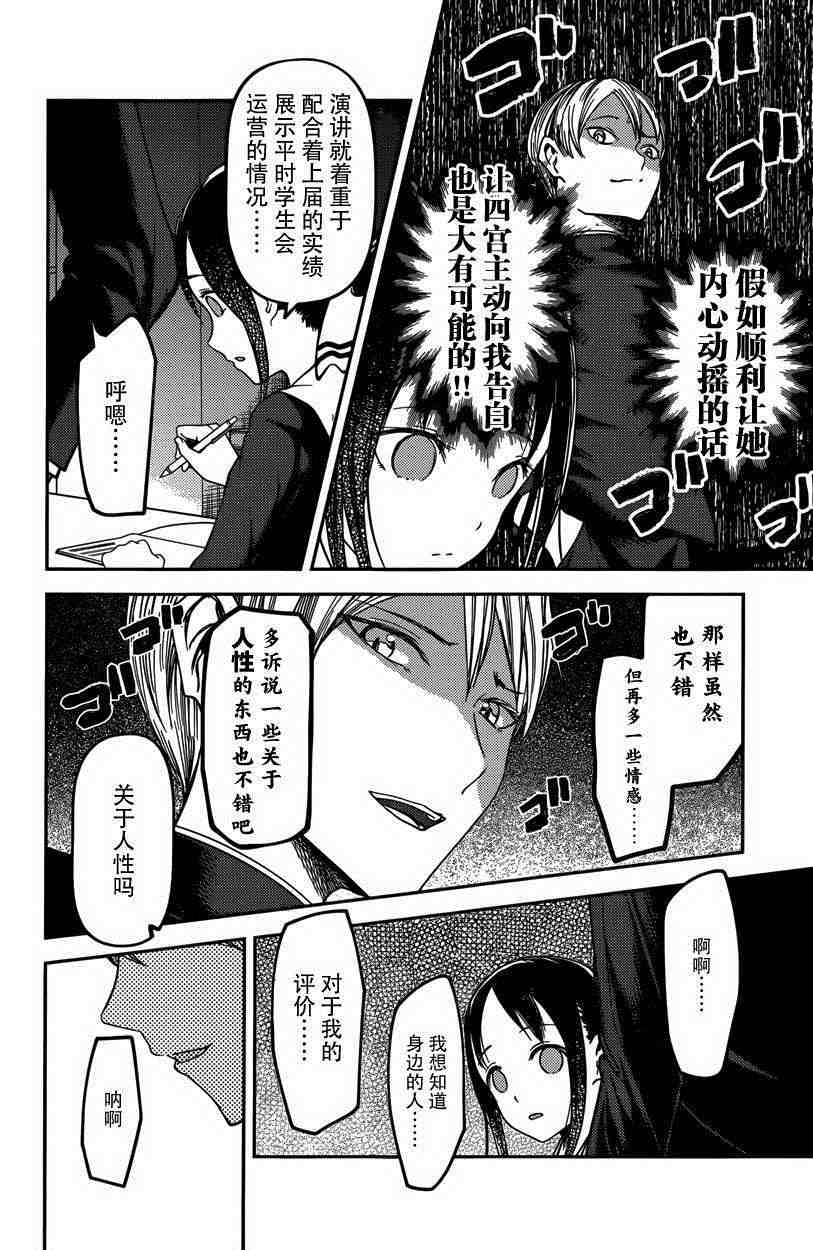 ゴゴ
假如顺利让她
内心动摇的话
ゴゴ
让四宫主动向我告白
也是大有可能的!!
演讲就着重于
配合着上届的实绩
展示平时学生会
运营的情况……
呼嗯……
那样虽然
也不错
但再多一些情感……
ゴゴ
多诉说一些关于
人性的东西也不错吧
ゴゴ
关于人性吗
啊啊……
我想知道
身边的人……
对于我的
评价……
呐啊